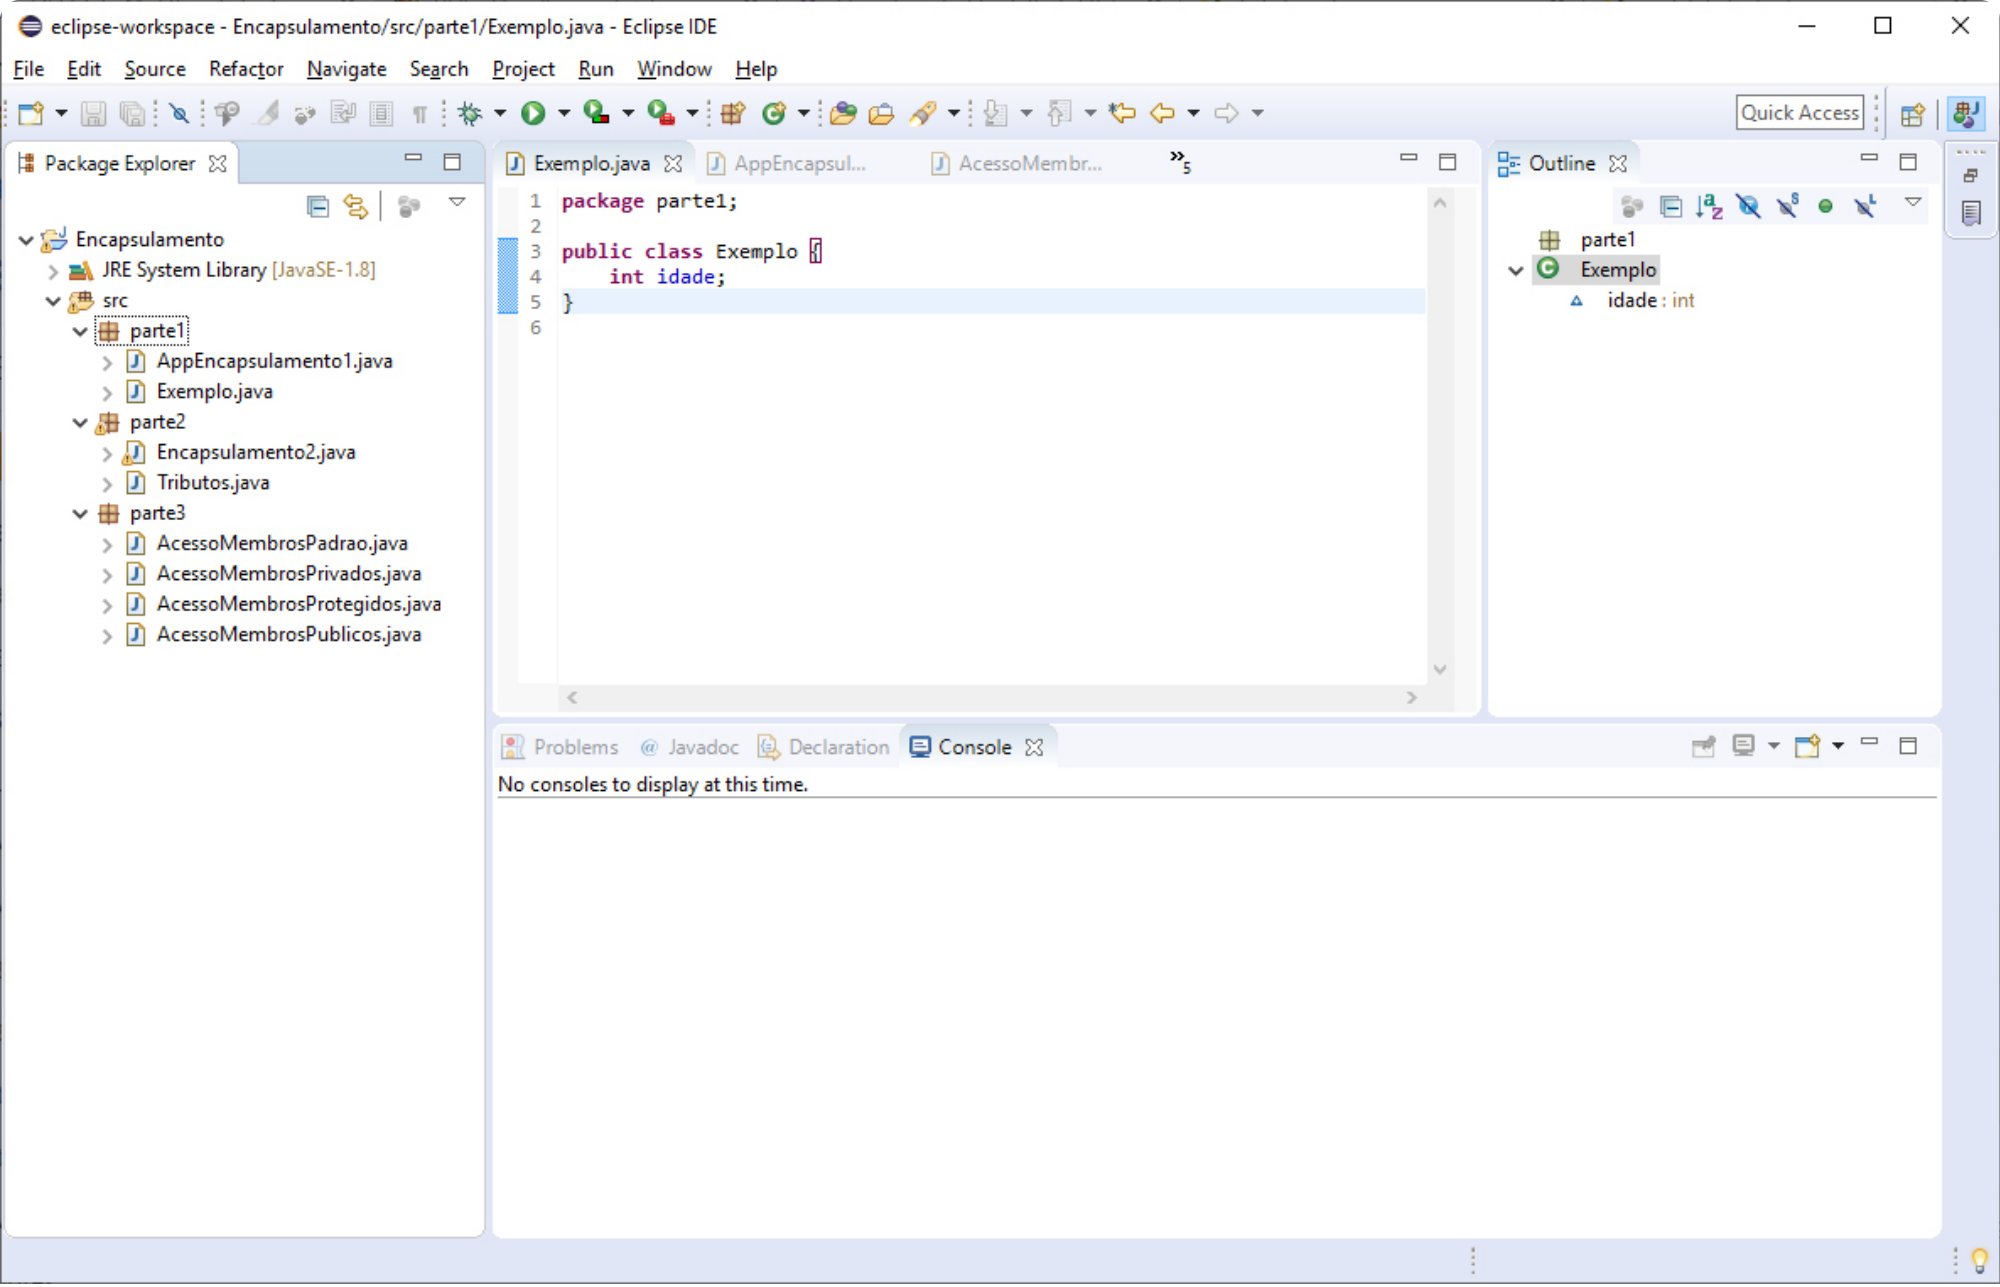 eclipse-workspace - Encapsulamento/src/parte1/Exemplo.java - Eclipse IDE
File Edit Source Refactor Navigate Search Project Run Window Help
Quick Access
Package Explorer
Encapsulamento
JRE System Library [JavaSE-1.8]
src
parte1
AppEncapsulamento1.java
Exemplo.java
parte2
Encapsulamento2.java
Tributos.java
parte3
AcessoMembrosPadrao.java
AcessoMembrosPrivados.java
AcessoMembrosProtegidos.java
AcessoMembrosPublicos.java
Exemplo.java AppEncapsul... AcessoMembr... »5
1 package parte1;
2
3 public class Exemplo {
4 int idade;
5 }
6
Outline
parte1
Exemplo
idade : int
Problems @ Javadoc Declaration Console
No consoles to display at this time.